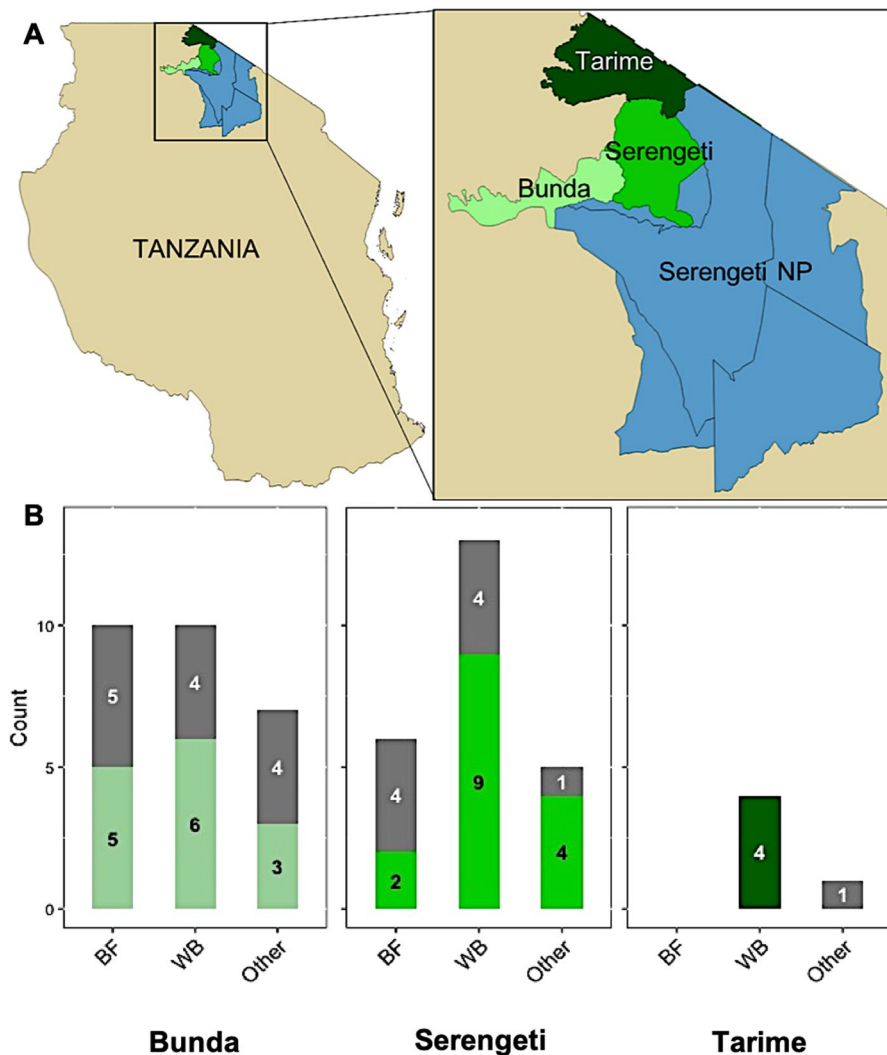 A
TANZANIA
Tarime
Serengeti
Bunda
Serengeti NP
B
Count
10
5
0
5
5
4
6
4
3
4
2
4
9
1
4
4
1
BF
WB
Other
BF
WB
Other
BF
WB
Other
Bunda
Serengeti
Tarime